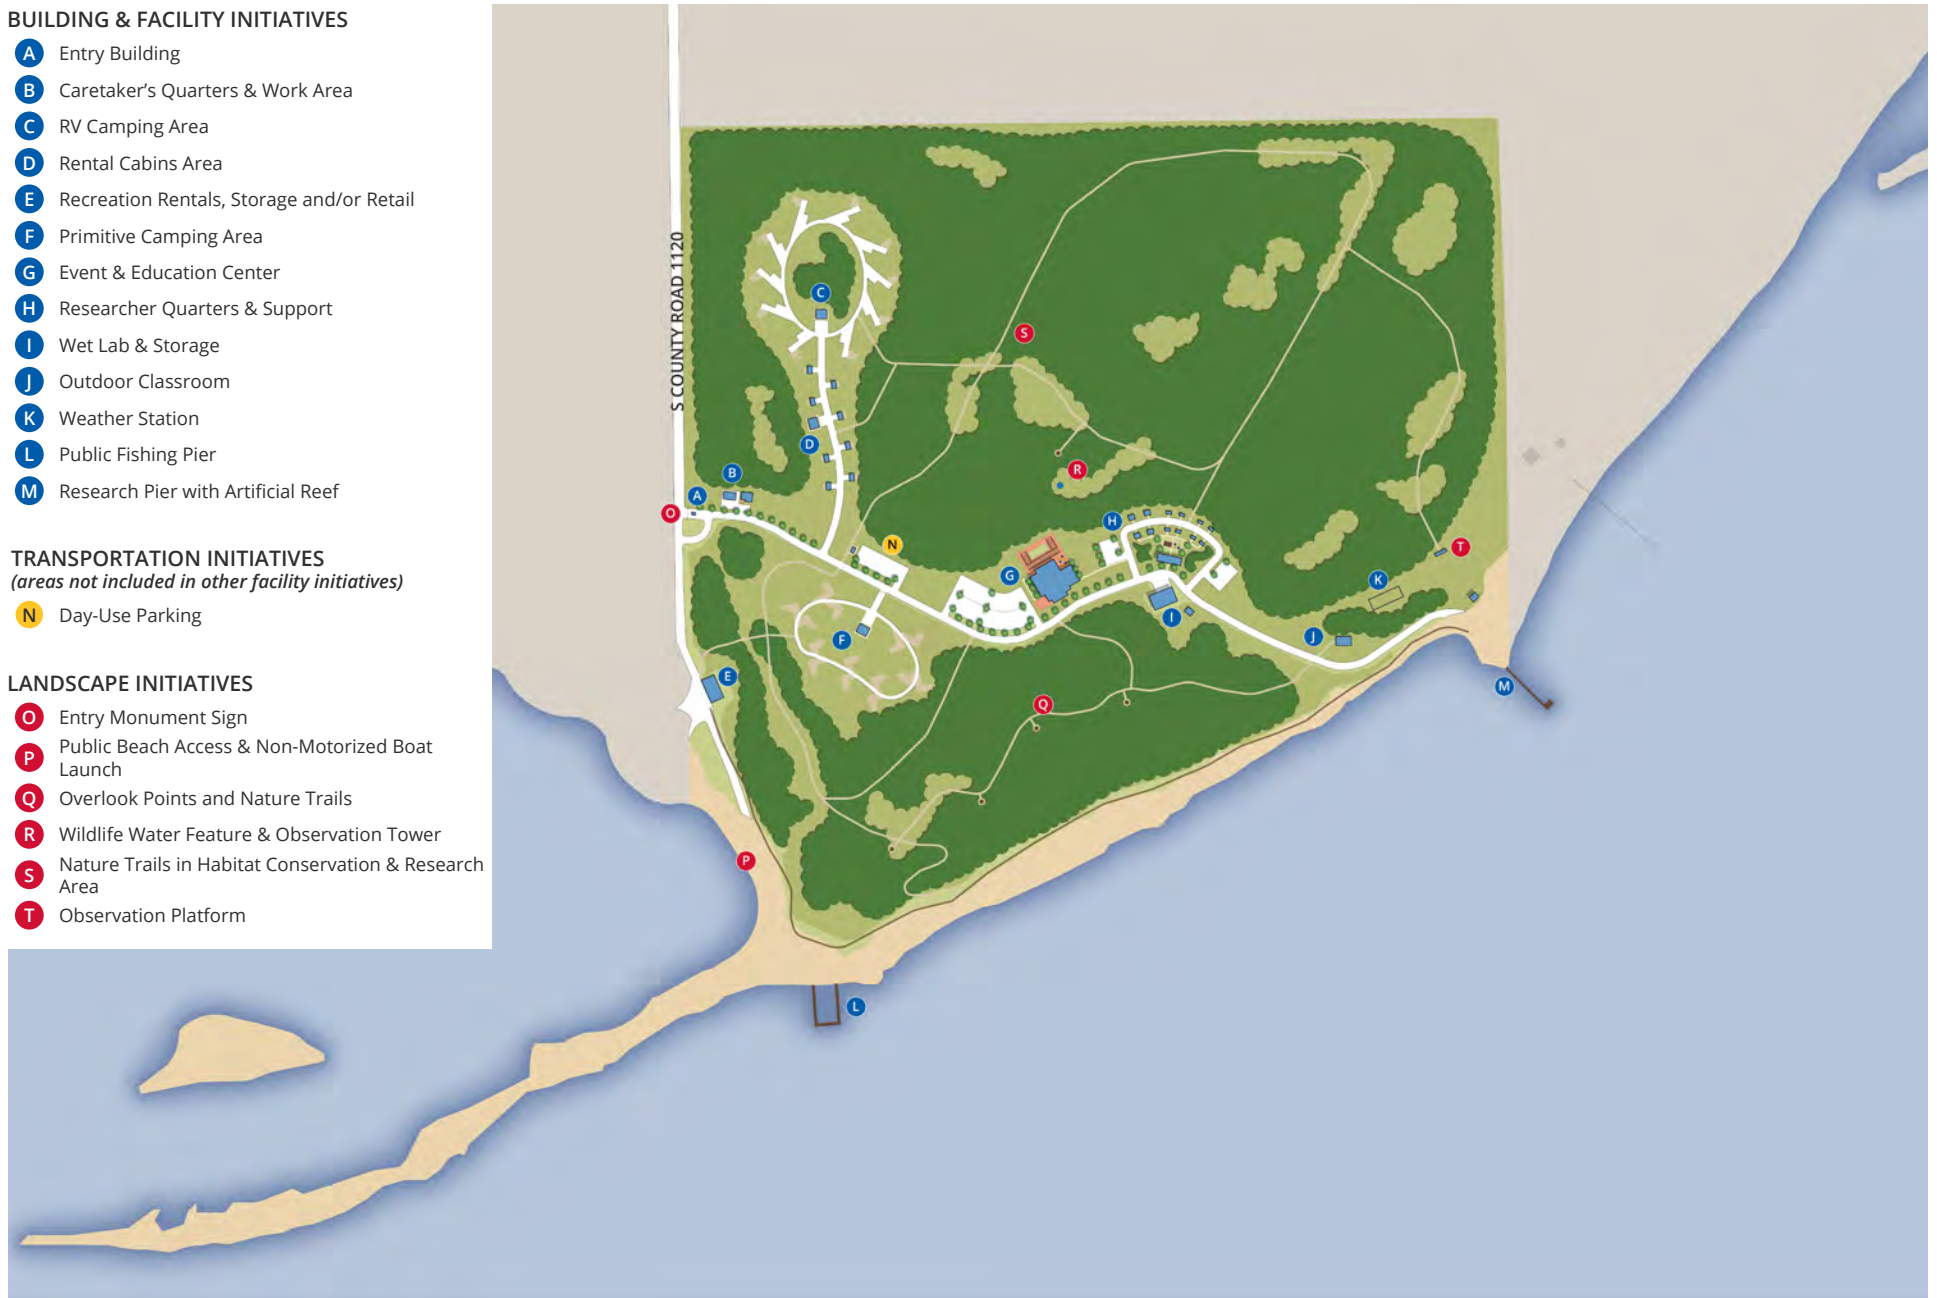 BUILDING & FACILITY INITIATIVES
A Entry Building
B Caretaker’s Quarters & Work Area
C RV Camping Area
D Rental Cabins Area
E Recreation Rentals, Storage and/or Retail
F Primitive Camping Area
G Event & Education Center
H Researcher Quarters & Support
I Wet Lab & Storage
J Outdoor Classroom
K Weather Station
L Public Fishing Pier
M Research Pier with Artificial Reef
TRANSPORTATION INITIATIVES
(areas not included in other facility initiatives)
N Day-Use Parking
LANDSCAPE INITIATIVES
O Entry Monument Sign
P Public Beach Access & Non-Motorized Boat
Launch
Q Overlook Points and Nature Trails
R Wildlife Water Feature & Observation Tower
S Nature Trails in Habitat Conservation & Research
Area
T Observation Platform
S COUNTY ROAD 1120
C
S
D
R
B
A
O
H
N
T
G
K
I
J
F
E
M
Q
P
L